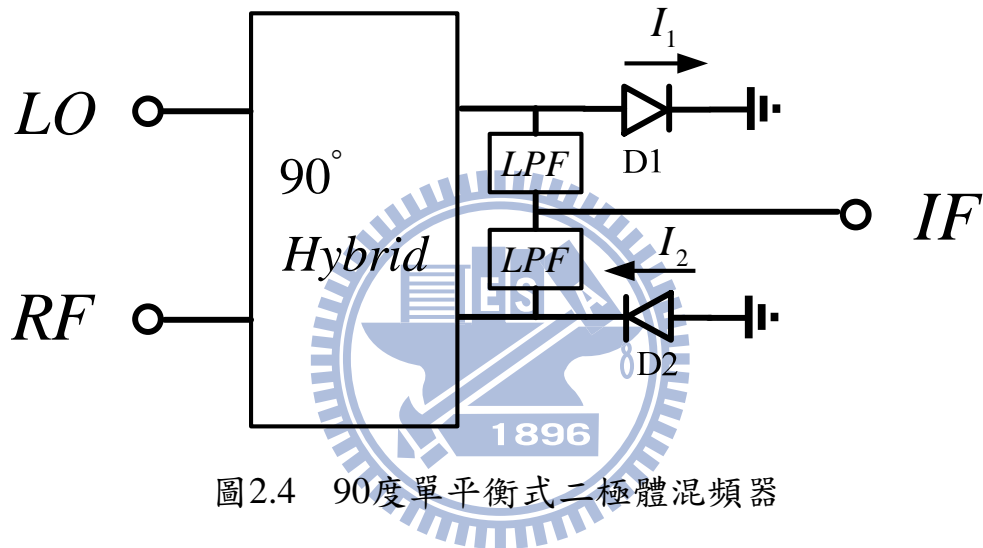 I₁
LO
D1
90°
LPF
IF
Hybrid
LPF
I₂
RF
D2
E S A
1896
圖2.4 90度單平衡式二極體混頻器